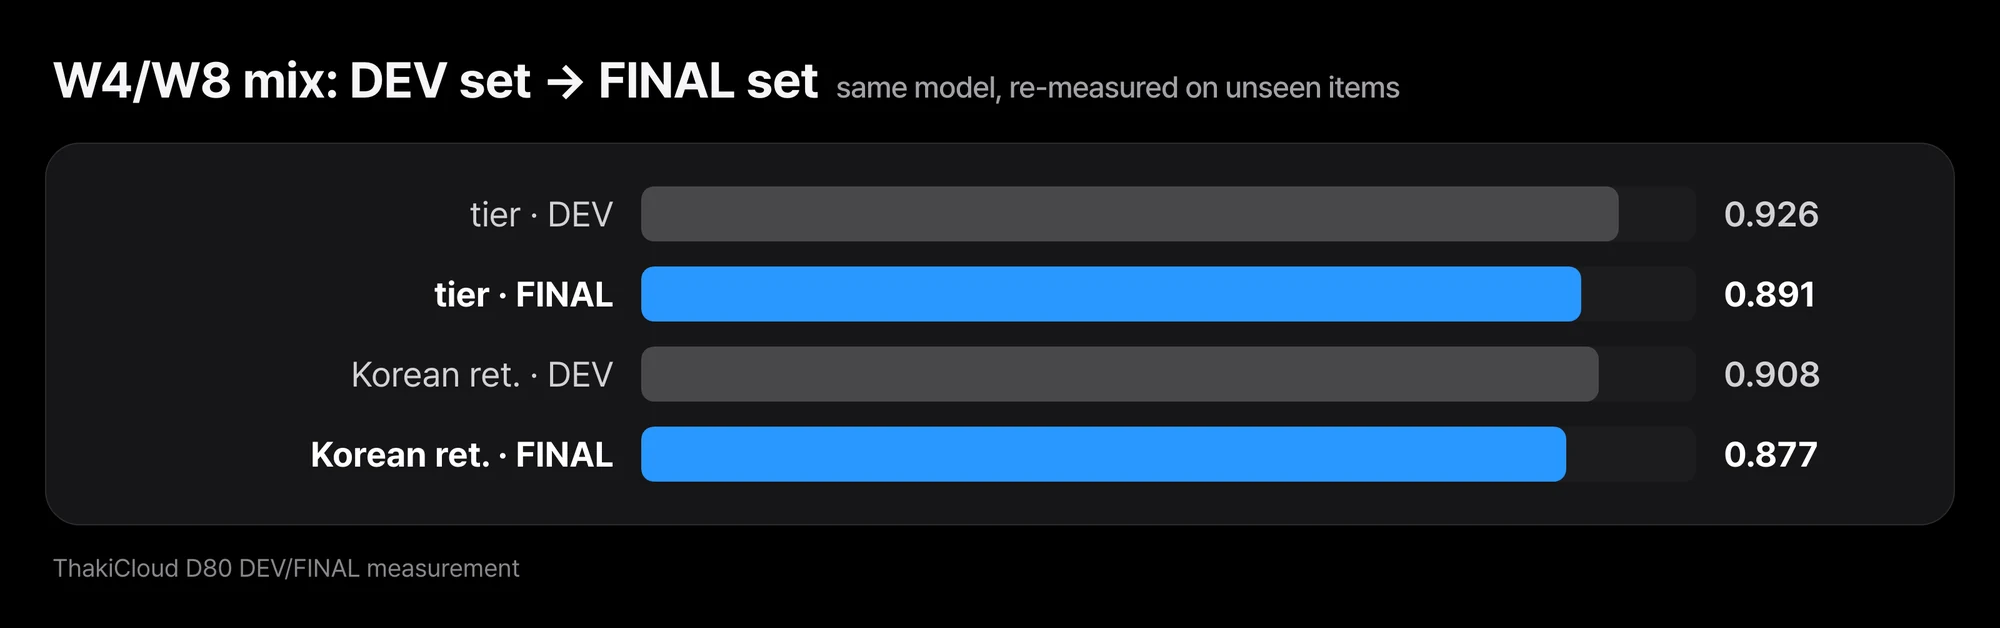 W4/W8 mix: DEV set → FINAL set same model, re-measured on unseen items
tier · DEV 0.926
tier · FINAL 0.891
Korean ret. · DEV 0.908
Korean ret. · FINAL 0.877
ThakiCloud D80 DEV/FINAL measurement